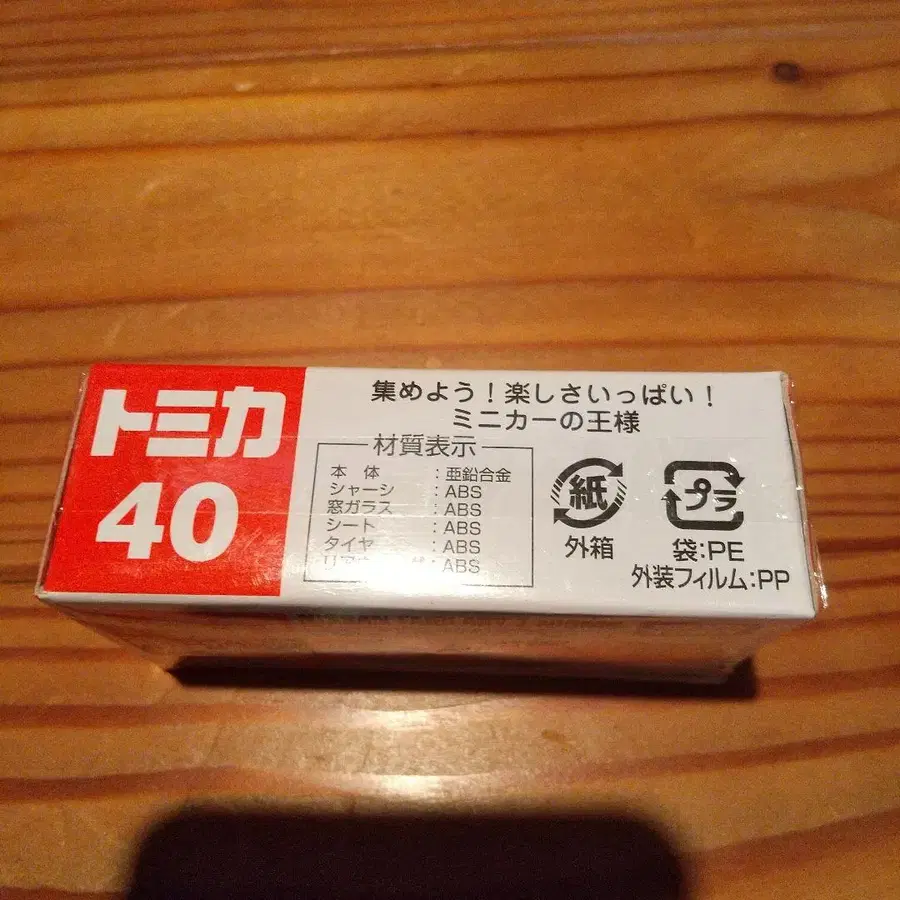 トミカ
40
集めよう！楽しさいっぱい！
ミニカーの王様
材質表示
本体：亜鉛合金
シャーシ：ABS
窓ガラス：ABS
シート：ABS
タイヤ：ABS
：ABS
紙
外箱
プラ
袋：PE
外装フィルム：PP